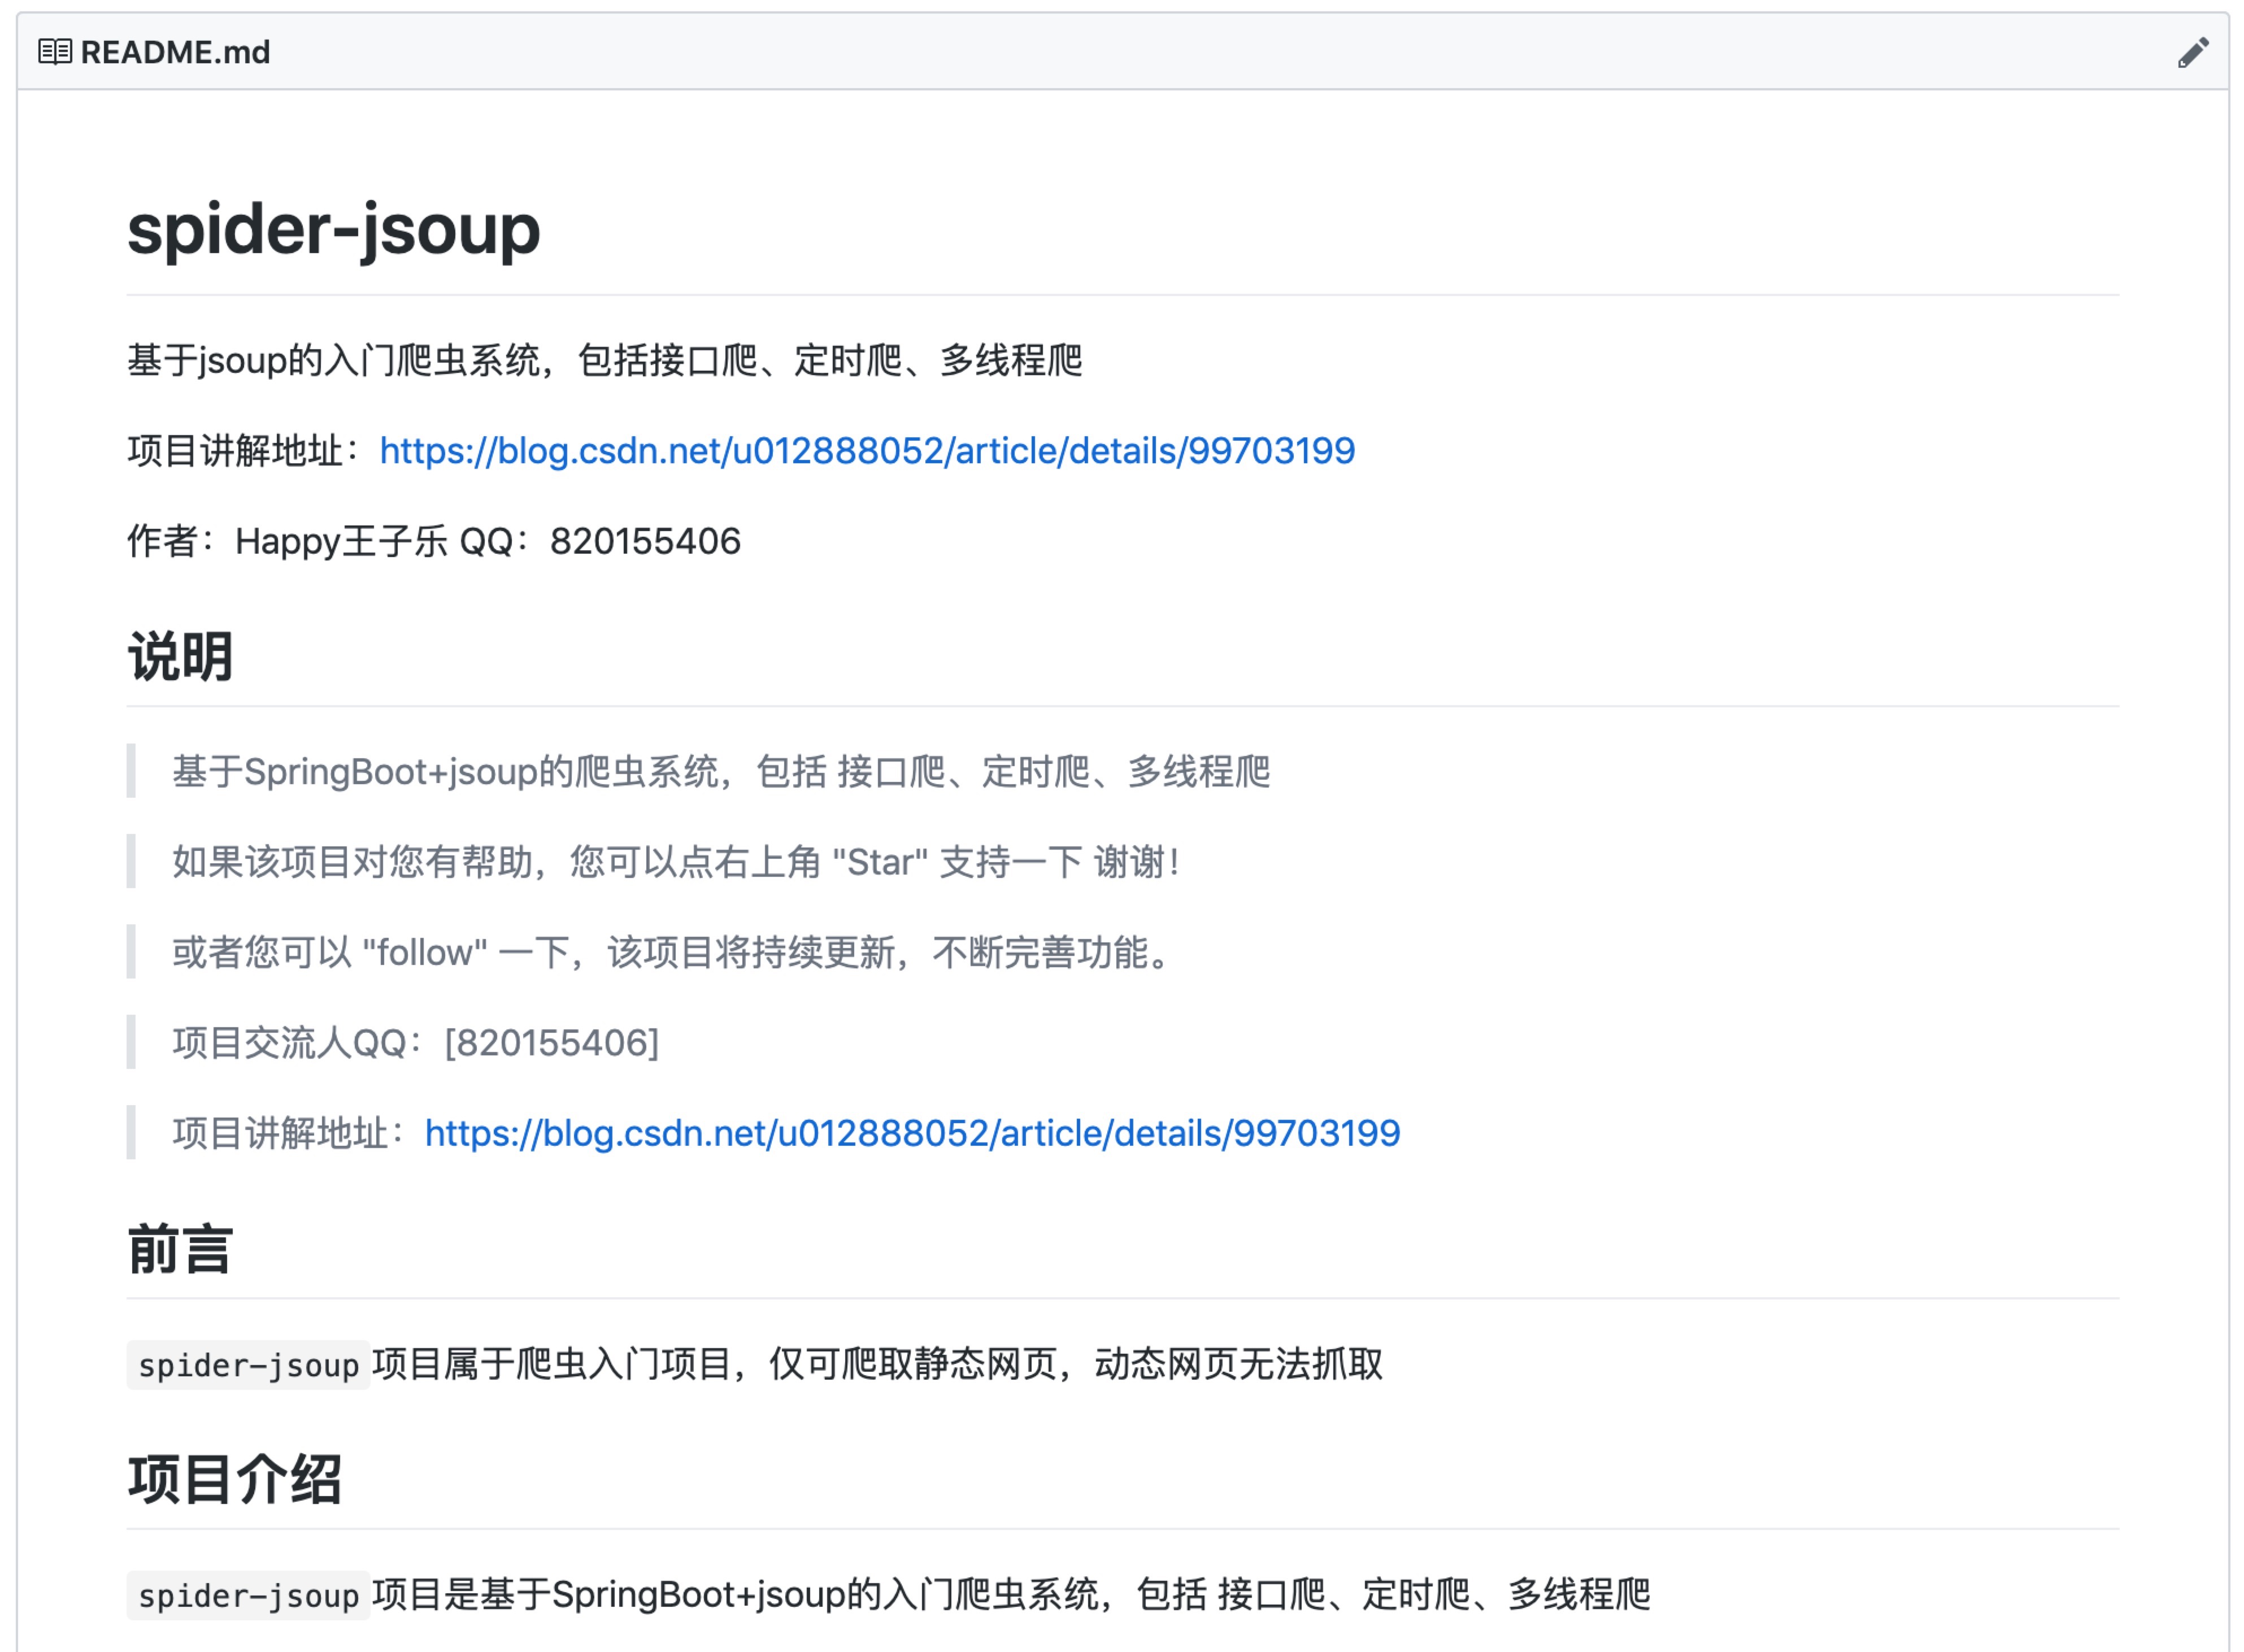 README.md
spider-jsoup
基于jsoup的入门爬虫系统，包括接口爬、定时爬、多线程爬
项目讲解地址：https://blog.csdn.net/u012888052/article/details/99703199
作者：Happy王子乐 QQ：820155406
说明
基于SpringBoot+jsoup的爬虫系统，包括 接口爬、定时爬、多线程爬
如果该项目对您有帮助，您可以点右上角 "Star" 支持一下 谢谢！
或者您可以 "follow" 一下，该项目将持续更新，不断完善功能。
项目交流人QQ：[820155406]
项目讲解地址：https://blog.csdn.net/u012888052/article/details/99703199
前言
spider-jsoup项目属于爬虫入门项目，仅可爬取静态网页，动态网页无法抓取
项目介绍
spider-jsoup项目是基于SpringBoot+jsoup的入门爬虫系统，包括 接口爬、定时爬、多线程爬